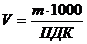 V = m·1000 / ПДК